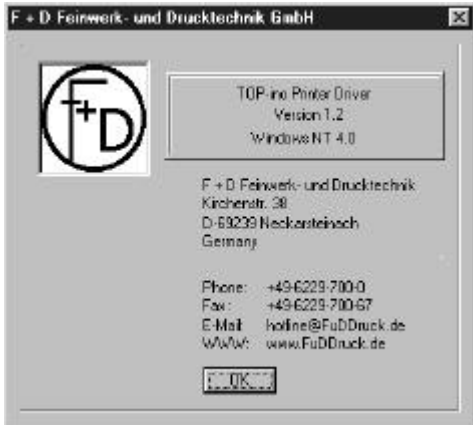 F + D Feinwerk- und Drucktechnik GmbH
F+D
TOP-ino Printer Driver
Version 1.2
Windows NT 4.0
F + D Feinwerk- und Drucktechnik
Kirchenstr. 38
D-69239 Neckarsteinach
Germany
Phone: +49-6229-700-0
Fax: +49-6229-700-67
E-Mail: hotline@FuDDruck.de
WWW: www.FuDDruck.de
OK